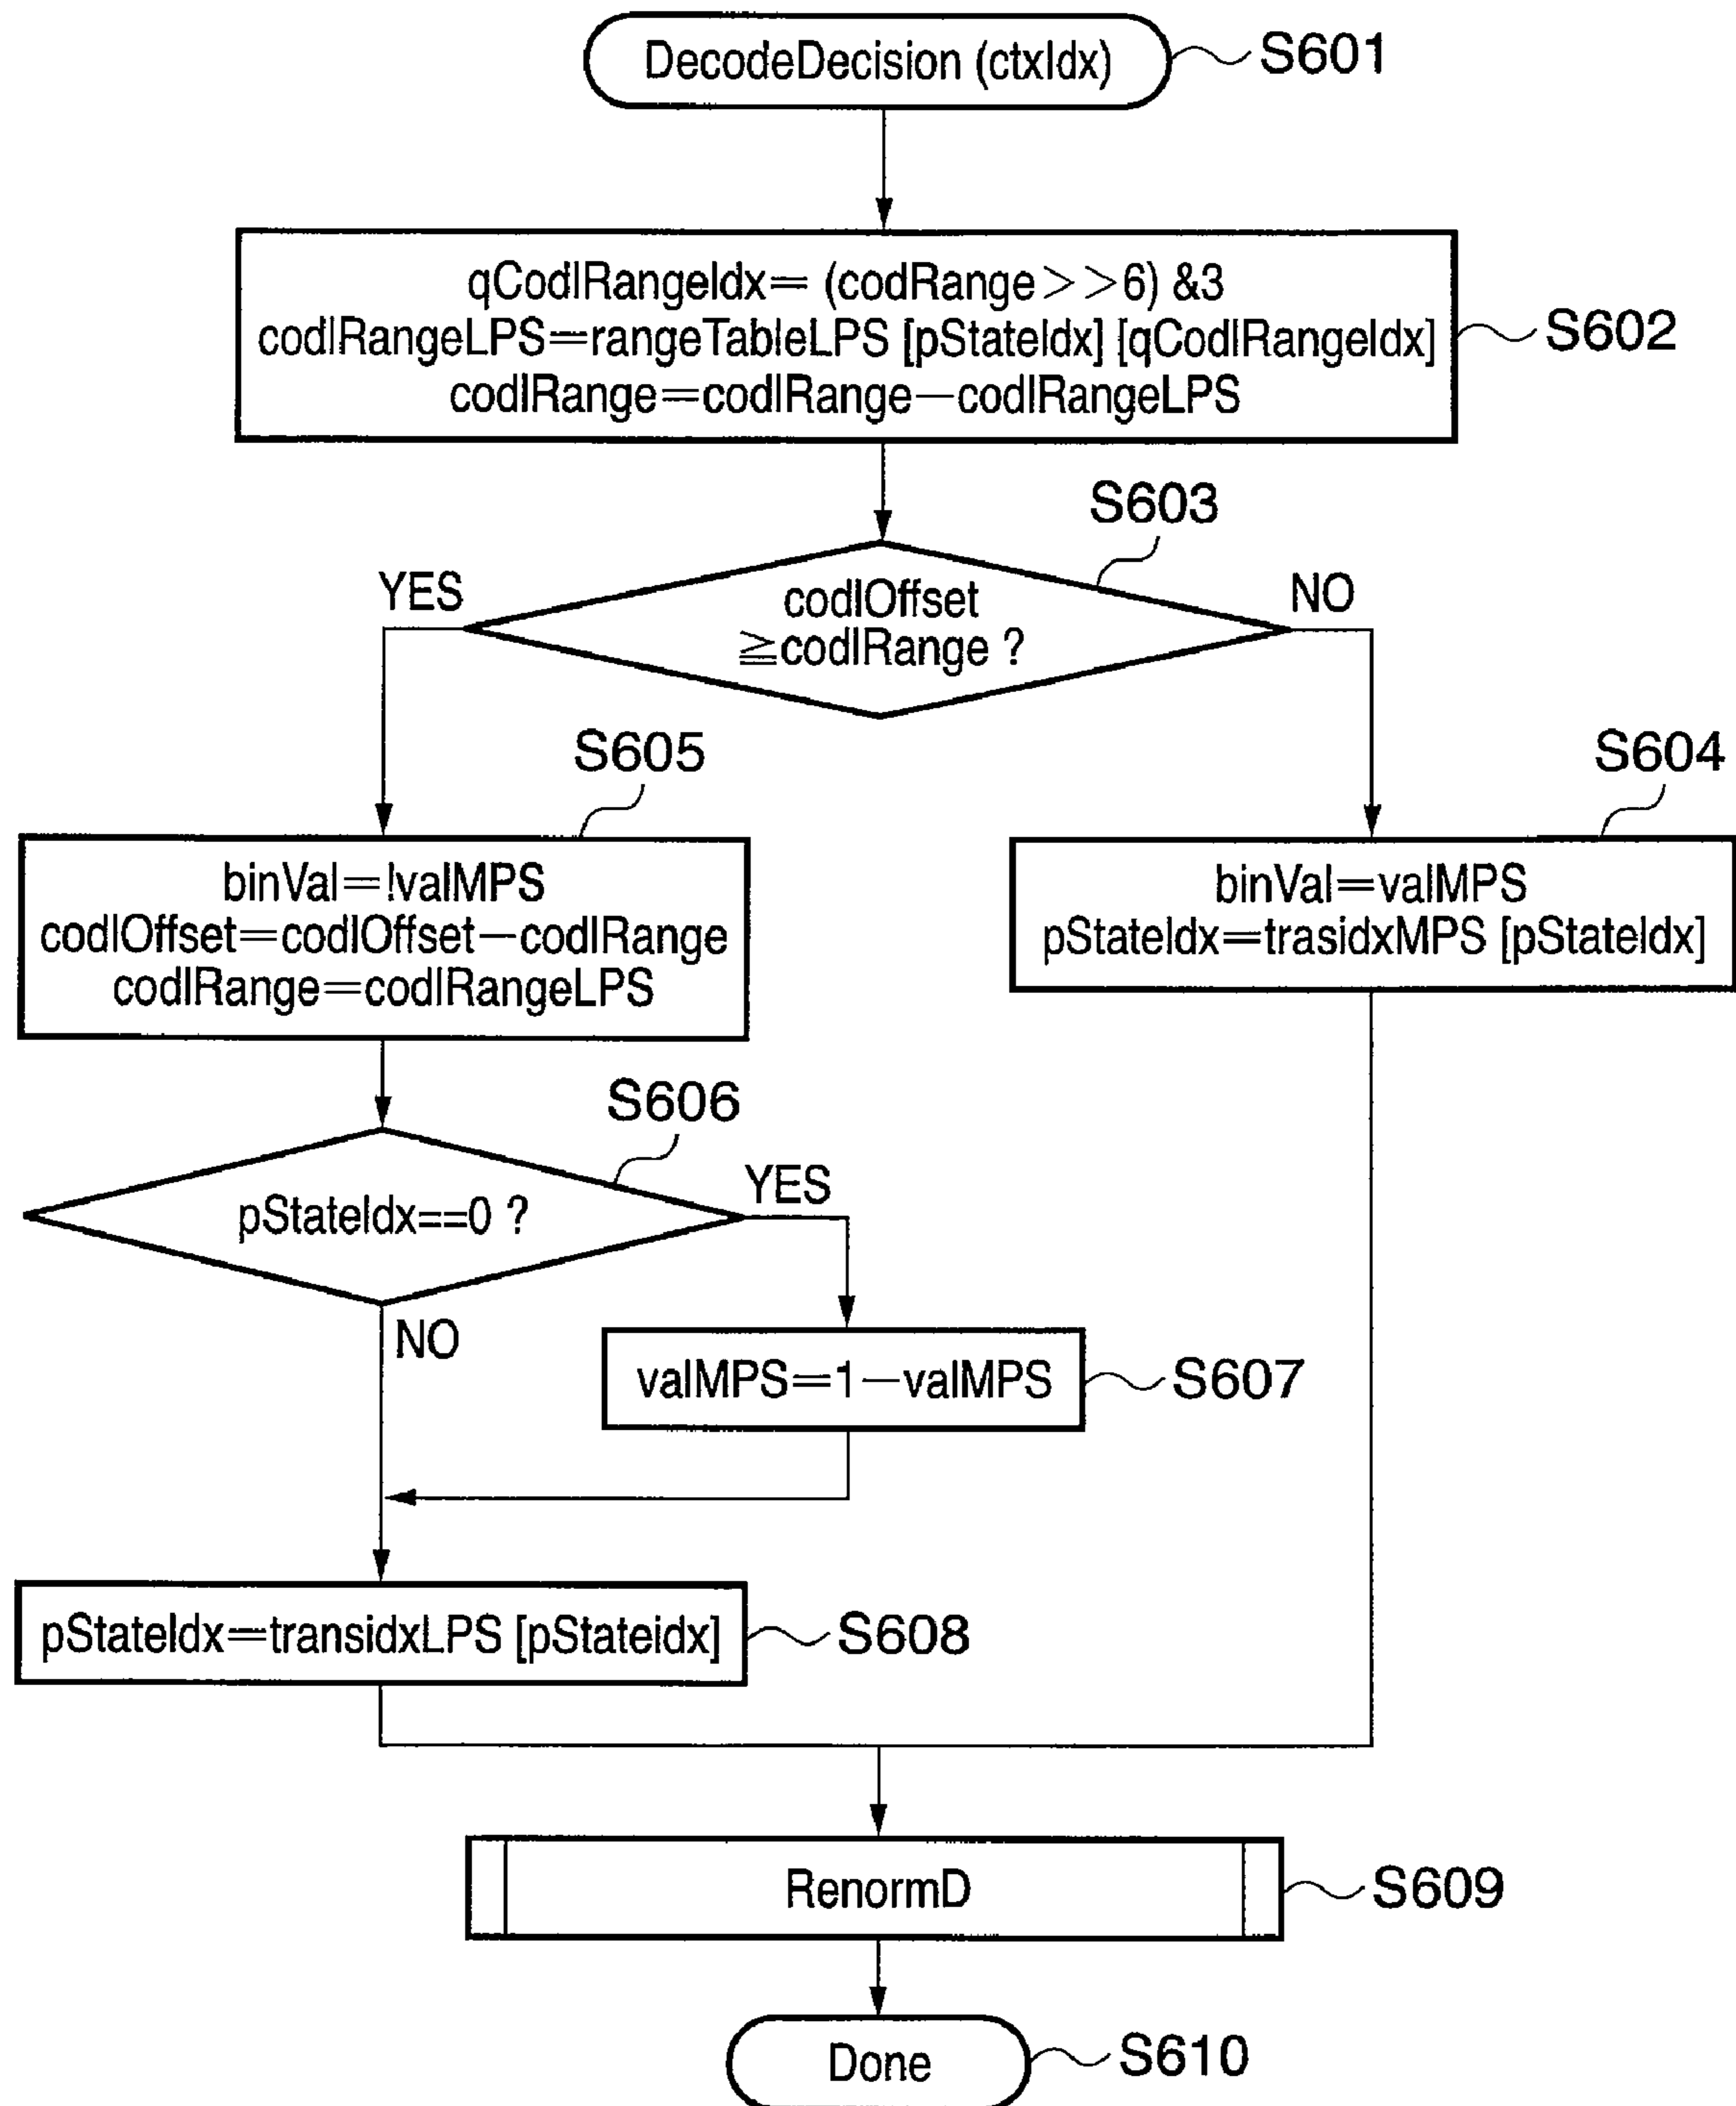 DecodeDecision (ctxIdx)
S601
qCodIRangeIdx= (codRange>>6) &3
codIRangeLPS=rangeTableLPS [pStateIdx] [qCodIRangeIdx]
codIRange=codIRange−codIRangeLPS
S602
S603
YES
NO
codIOffset
≧codIRange ?
S605
S604
binVal=!valMPS
codIOffset=codIOffset−codIRange
codIRange=codIRangeLPS
binVal=valMPS
pStateIdx=trasidxMPS [pStateIdx]
S606
YES
pStateIdx==0 ?
NO
valMPS=1−valMPS
S607
pStateIdx=transidxLPS [pStateidx]
S608
RenormD
S609
Done
S610